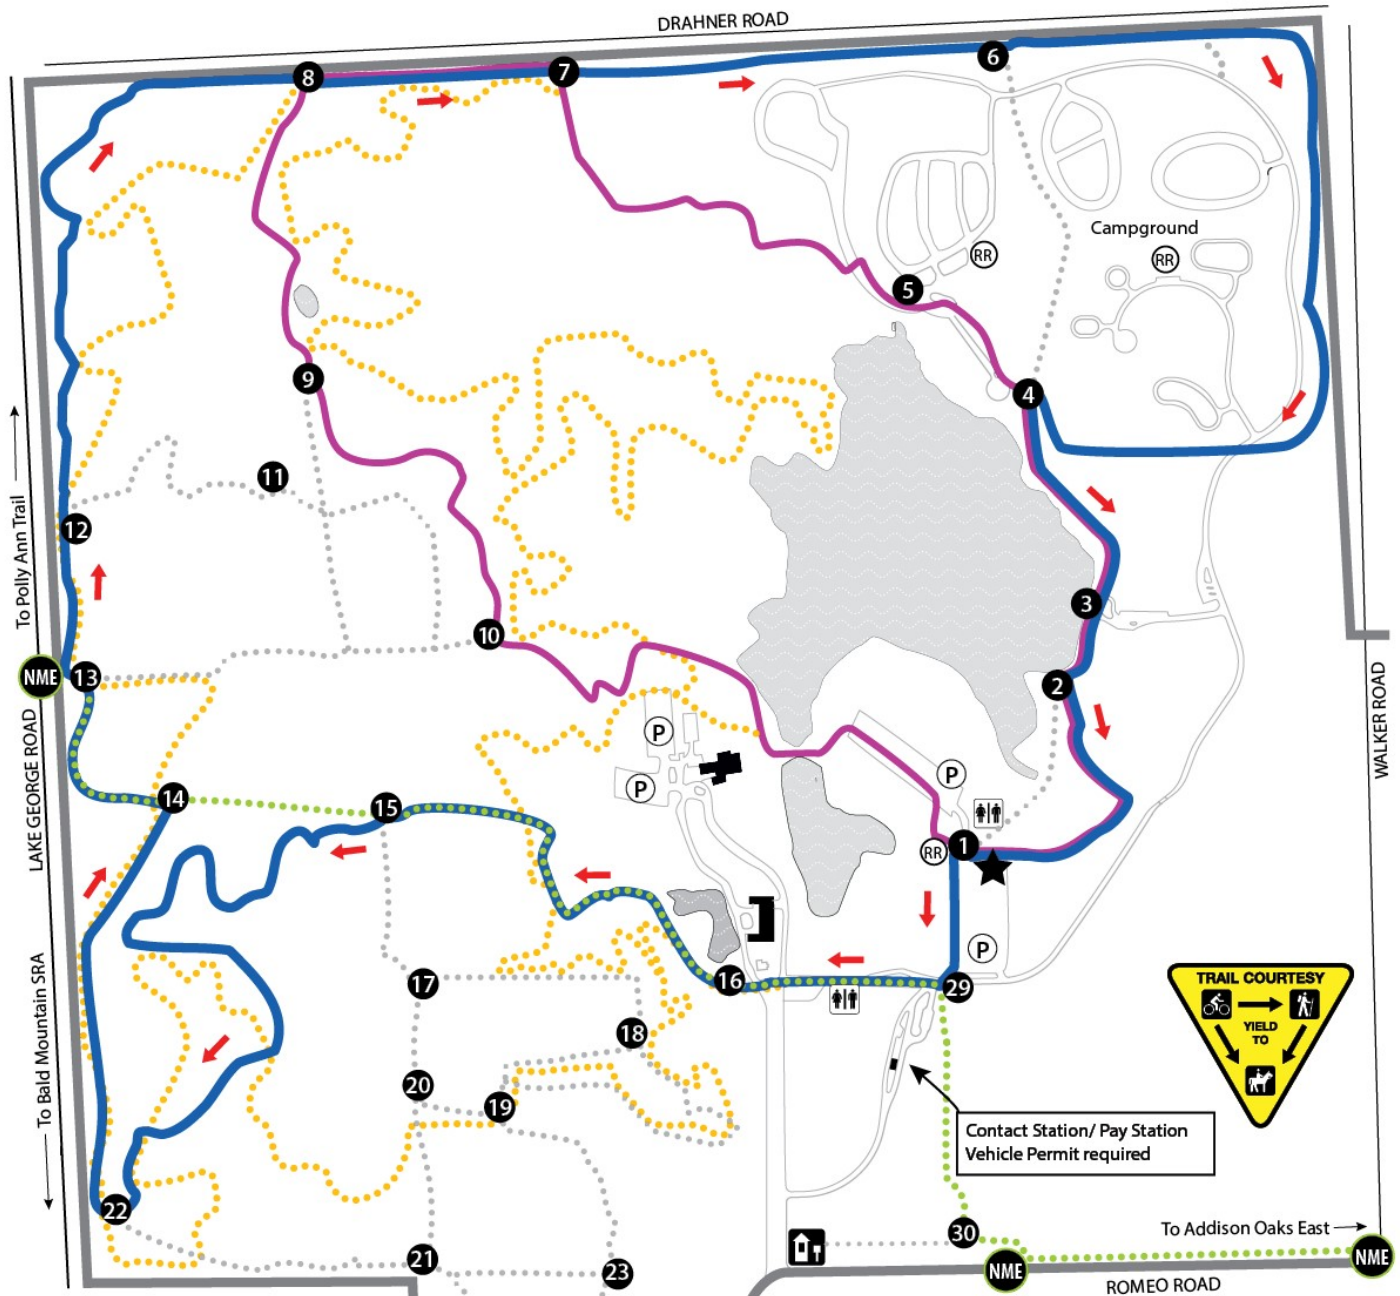 DRAHNER ROAD
6
7
8
Campground
RR
RR
5
9
4
11
12
To Polly Ann Trail
3
10
WALKER ROAD
NME
13
2
P
P
P
LAKE GEORGE ROAD
14
15
RR
1
P
16
29
17
TRAIL COURTESY
YIELD
TO
18
To Bald Mountain SRA
20
19
Contact Station/ Pay Station
Vehicle Permit required
22
30
To Addison Oaks East
21
23
NME
NME
ROMEO ROAD